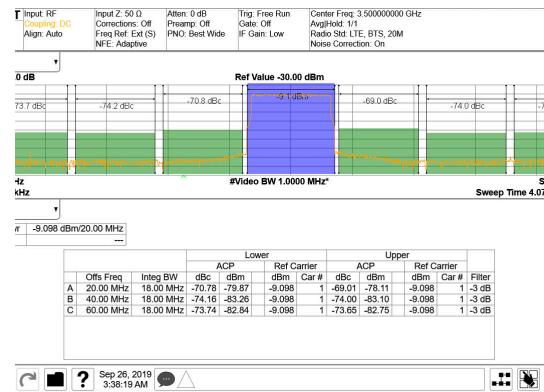 Input: RF Input Z: 50 Ω Atten: 0 dB Trig: Free Run Center Freq: 3.500000000 GHz
Coupling: DC Corrections: Off Preamp: Off Gate: Off Avg|Hold: 1/1
Align: Auto Freq Ref: Ext (S) PNO: Best Wide IF Gain: Low Radio Std: LTE, BTS, 20M
NFE: Adaptive Noise Correction: On
.0 dB Ref Value -30.00 dBm
73.7 dBc -74.2 dBc -70.8 dBc -9.1 dBm -69.0 dBc -74.0 dBc
Hz #Video BW 1.0000 MHz* S
kHz Sweep Time 4.07
-9.098 dBm/20.00 MHz
---
Lower Upper
ACP Ref Carrier ACP Ref Carrier
Offs Freq Integ BW dBc dBm dBm Car # dBc dBm dBm Car # Filter
A 20.00 MHz 18.00 MHz -70.78 -79.87 -9.098 1 -69.01 -78.11 -9.098 1 -3 dB
B 40.00 MHz 18.00 MHz -74.16 -83.26 -9.098 1 -74.00 -83.10 -9.098 1 -3 dB
C 60.00 MHz 18.00 MHz -73.74 -82.84 -9.098 1 -73.65 -82.75 -9.098 1 -3 dB
? Sep 26, 2019
3:38:19 AM